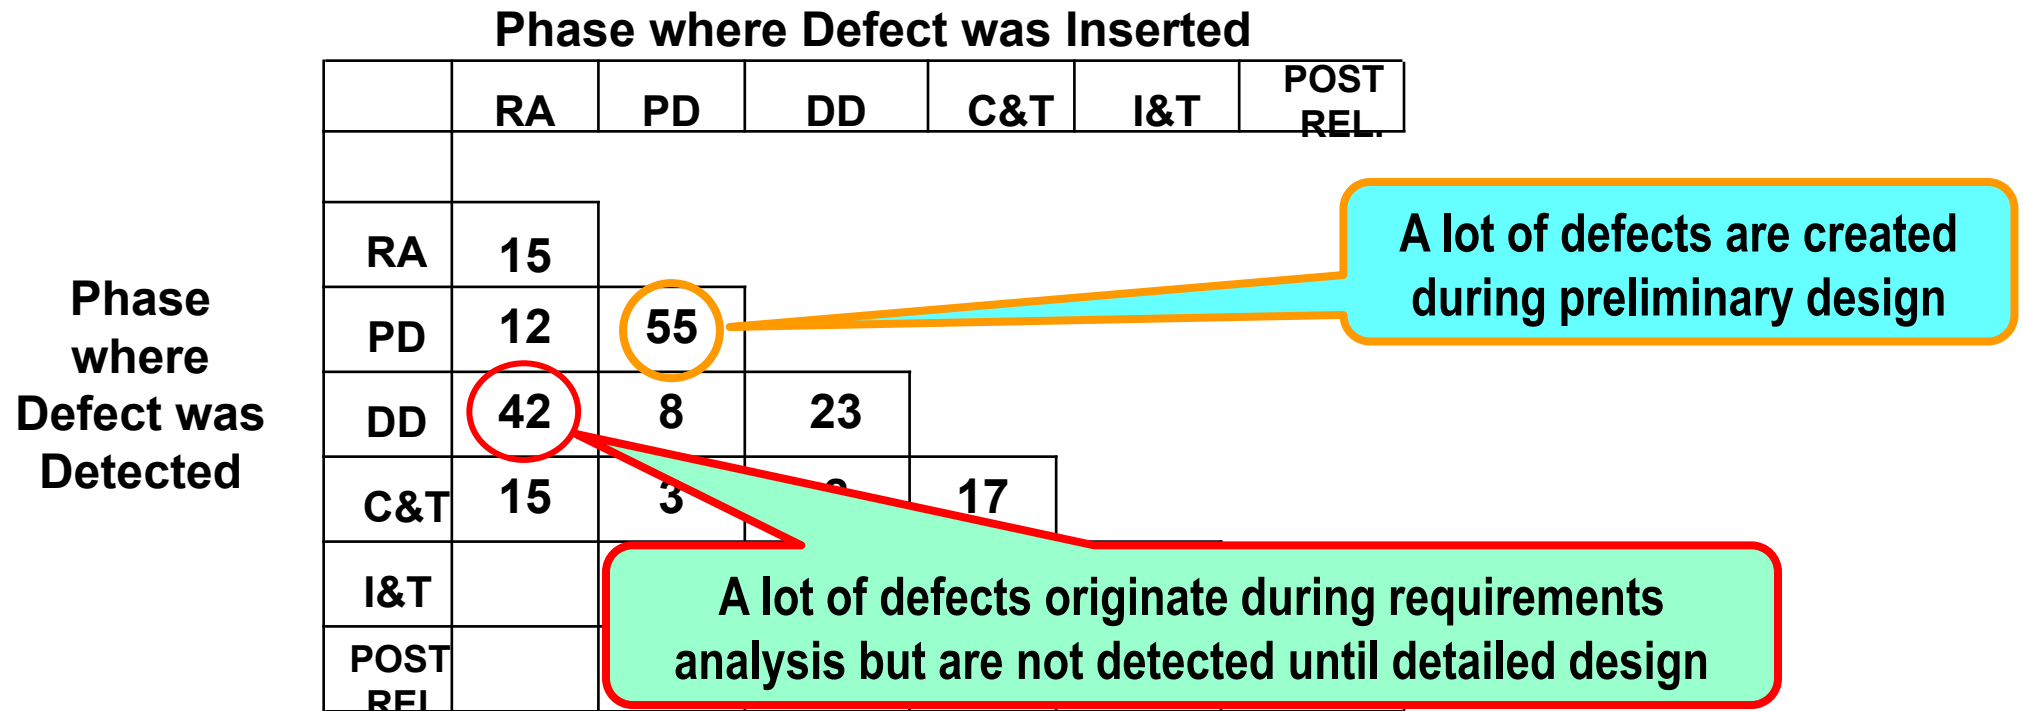 Phase where Defect was Inserted
RA PD DD C&T I&T POST REL.
RA 15
PD 12 55
DD 42 8 23
C&T 15 3 17
I&T
POST
Phase
where
Defect was
Detected
A lot of defects are created
during preliminary design
A lot of defects originate during requirements
analysis but are not detected until detailed design